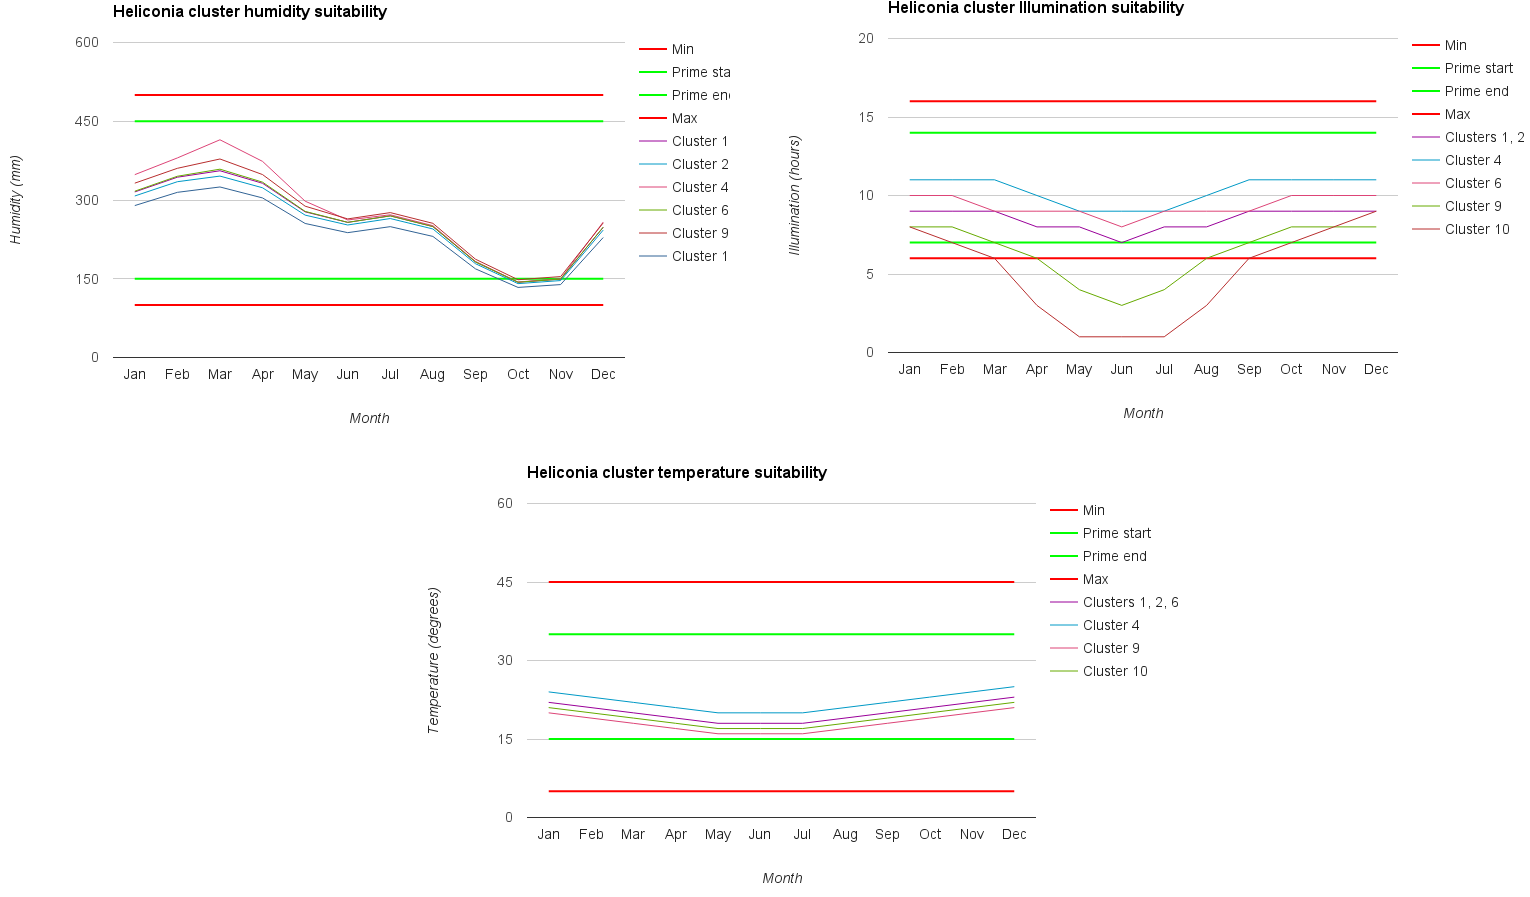 Heliconia cluster humidity suitability
600
450
300
150
0
Humidity (mm)
Jan Feb Mar Apr May Jun Jul Aug Sep Oct Nov Dec
Month
Min
Prime sta
Prime en
Max
Cluster 1
Cluster 2
Cluster 4
Cluster 6
Cluster 9
Cluster 1
Heliconia cluster Illumination suitability
20
15
10
5
0
Illumination (hours)
Jan Feb Mar Apr May Jun Jul Aug Sep Oct Nov Dec
Month
Min
Prime start
Prime end
Max
Clusters 1, 2
Cluster 4
Cluster 6
Cluster 9
Cluster 10
Heliconia cluster temperature suitability
60
45
30
15
0
Temperature (degrees)
Jan Feb Mar Apr May Jun Jul Aug Sep Oct Nov Dec
Month
Min
Prime start
Prime end
Max
Clusters 1, 2, 6
Cluster 4
Cluster 9
Cluster 10